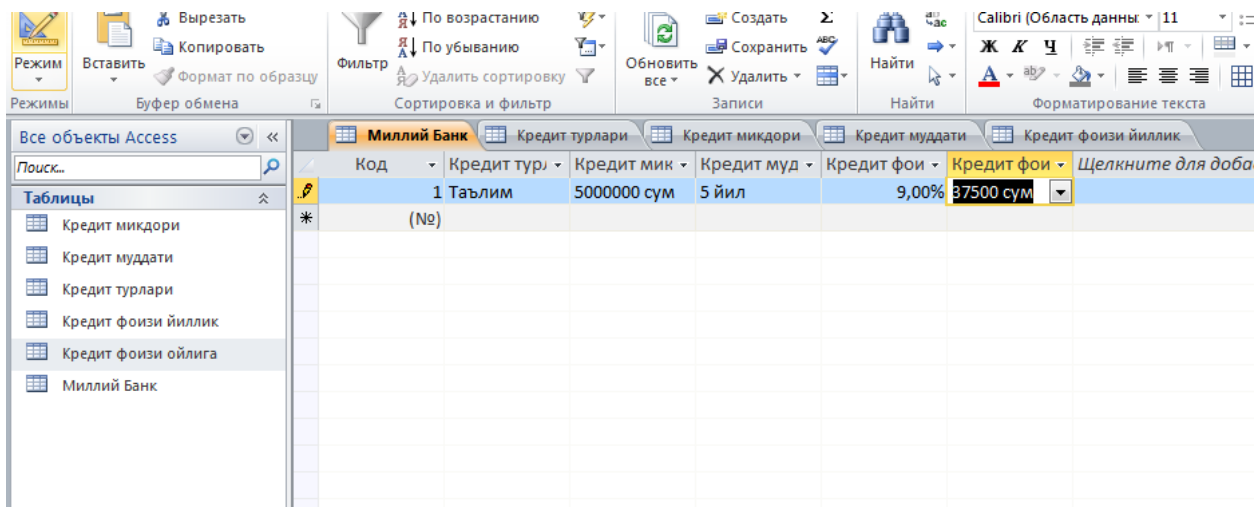 Вырезать
Копировать
Формат по образцу
Режим
Вставить
Режимы
Буфер обмена
Фильтр
По возрастанию
По убыванию
Удалить сортировку
Сортировка и фильтр
Обновить
все
Создать
Сохранить
Удалить
Записи
Найти
Найти
Calibri (Область данны: 11
Ж К Ч
Форматирование текста
Все объекты Access
Поиск...
Таблицы
Кредит микдори
Кредит муддати
Кредит турлари
Кредит фоизи йиллик
Кредит фоизи ойлига
Миллий Банк
Миллий Банк Кредит турлари Кредит микдори Кредит муддати Кредит фоизи йиллик
Код Кредит тур Кредит мик Кредит муд Кредит фои Кредит фои Щелкните для доба
1 Таълим 5000000 сум 5 йил 9,00% 37500 сум
(№)